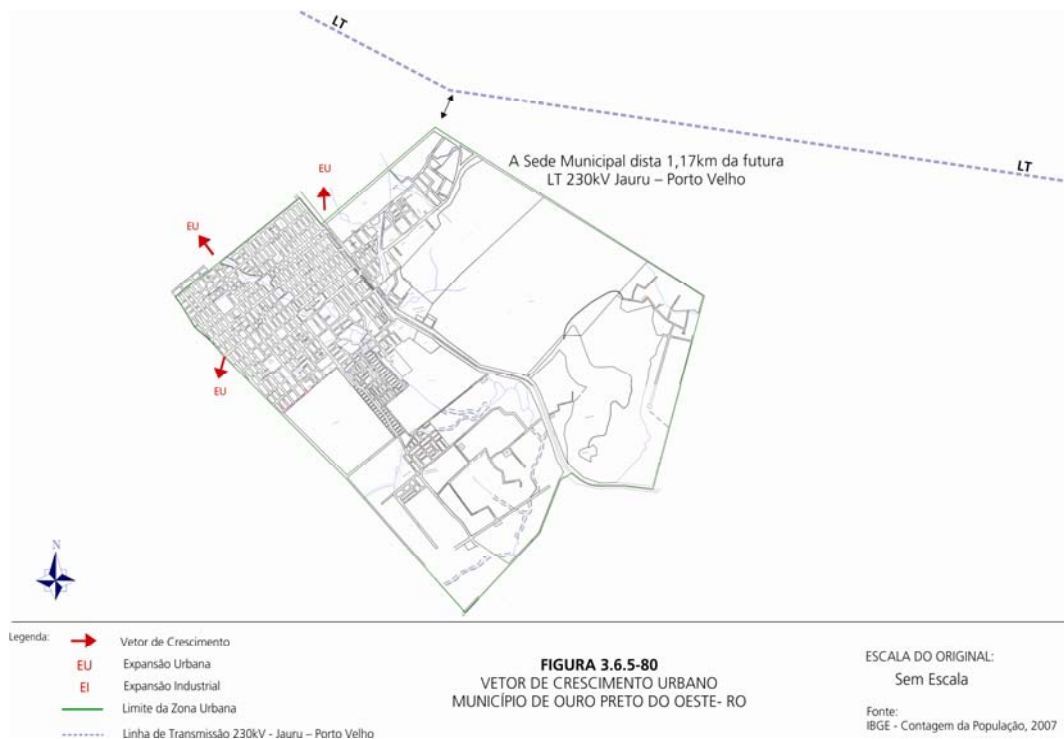 LT
A Sede Municipal dista 1,17km da futura
LT 230kV Jauru – Porto Velho
LT
EU
EU
EU
N
Legenda:
Vetor de Crescimento
EU Expansão Urbana
EI Expansão Industrial
Limite da Zona Urbana
Linha de Transmissão 230kV - Jauru – Porto Velho
FIGURA 3.6.5-80
VETOR DE CRESCIMENTO URBANO
MUNICÍPIO DE OURO PRETO DO OESTE- RO
ESCALA DO ORIGINAL:
Sem Escala
Fonte:
IBGE - Contagem da População, 2007